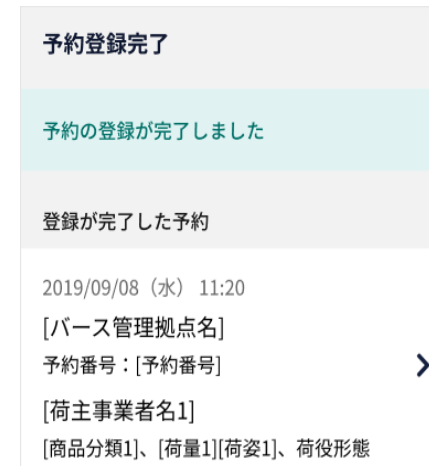 予約登録完了
予約の登録が完了しました
登録が完了した予約
2019/09/08（水） 11:20
[バース管理拠点名]
予約番号：[予約番号]
[荷主事業者名1]
[商品分類1]、[荷量1][荷姿1]、荷役形態